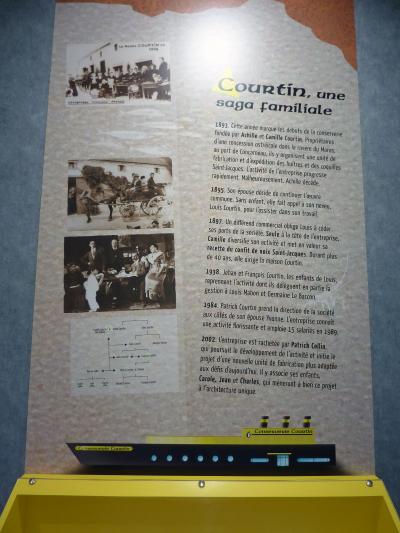 La Maison COURTIN en
Courtin, une
saga familiale
1893. Cette année marque les débuts de la conserverie
fondée par Achille et Camille Courtin. Propriétaires
d'une concession ostréicole dans la rivière du Moros,
au port de Concarneau, ils y organisent une unité de
fabrication et d'expédition des huîtres et des coquilles
Saint-Jacques. L'activité de l'entreprise progresse
rapidement. Malheureusement, Achille décède.
1895. Son épouse décide de continuer l'œuvre
commune. Sans enfant, elle fait appel à son neveu,
Louis Courtin, pour l'assister dans son travail.
1897. Un différend commercial oblige Louis à céder
ses parts de la société. Seule à la tête de l'entreprise,
Camille diversifie son activité et met en valeur sa
recette du confit de noix Saint-Jacques. Durant plus
de 40 ans, elle dirige la maison Courtin.
1938. Johan et François Courtin, les enfants de Louis,
reprennent l'activité dont ils délèguent en partie la
gestion à Louis Mahon et Germaine Le Bascon.
1984. Patrick Courtin prend la direction de la société
aux côtés de son épouse Yvonne. L'entreprise connaît
une activité florissante et emploie 15 salariés en 1989.
2002. L'entreprise est rachetée par Patrick Collin,
qui poursuit le développement de l'activité et initie le
projet d'une nouvelle unité de fabrication plus adaptée
aux défis d'aujourd'hui. Il y associe ses enfants,
Carole, Jean et Charles, qui mèneront à bien ce projet
à l'architecture unique.
Conserverie Courtin
Conserverie Courtin